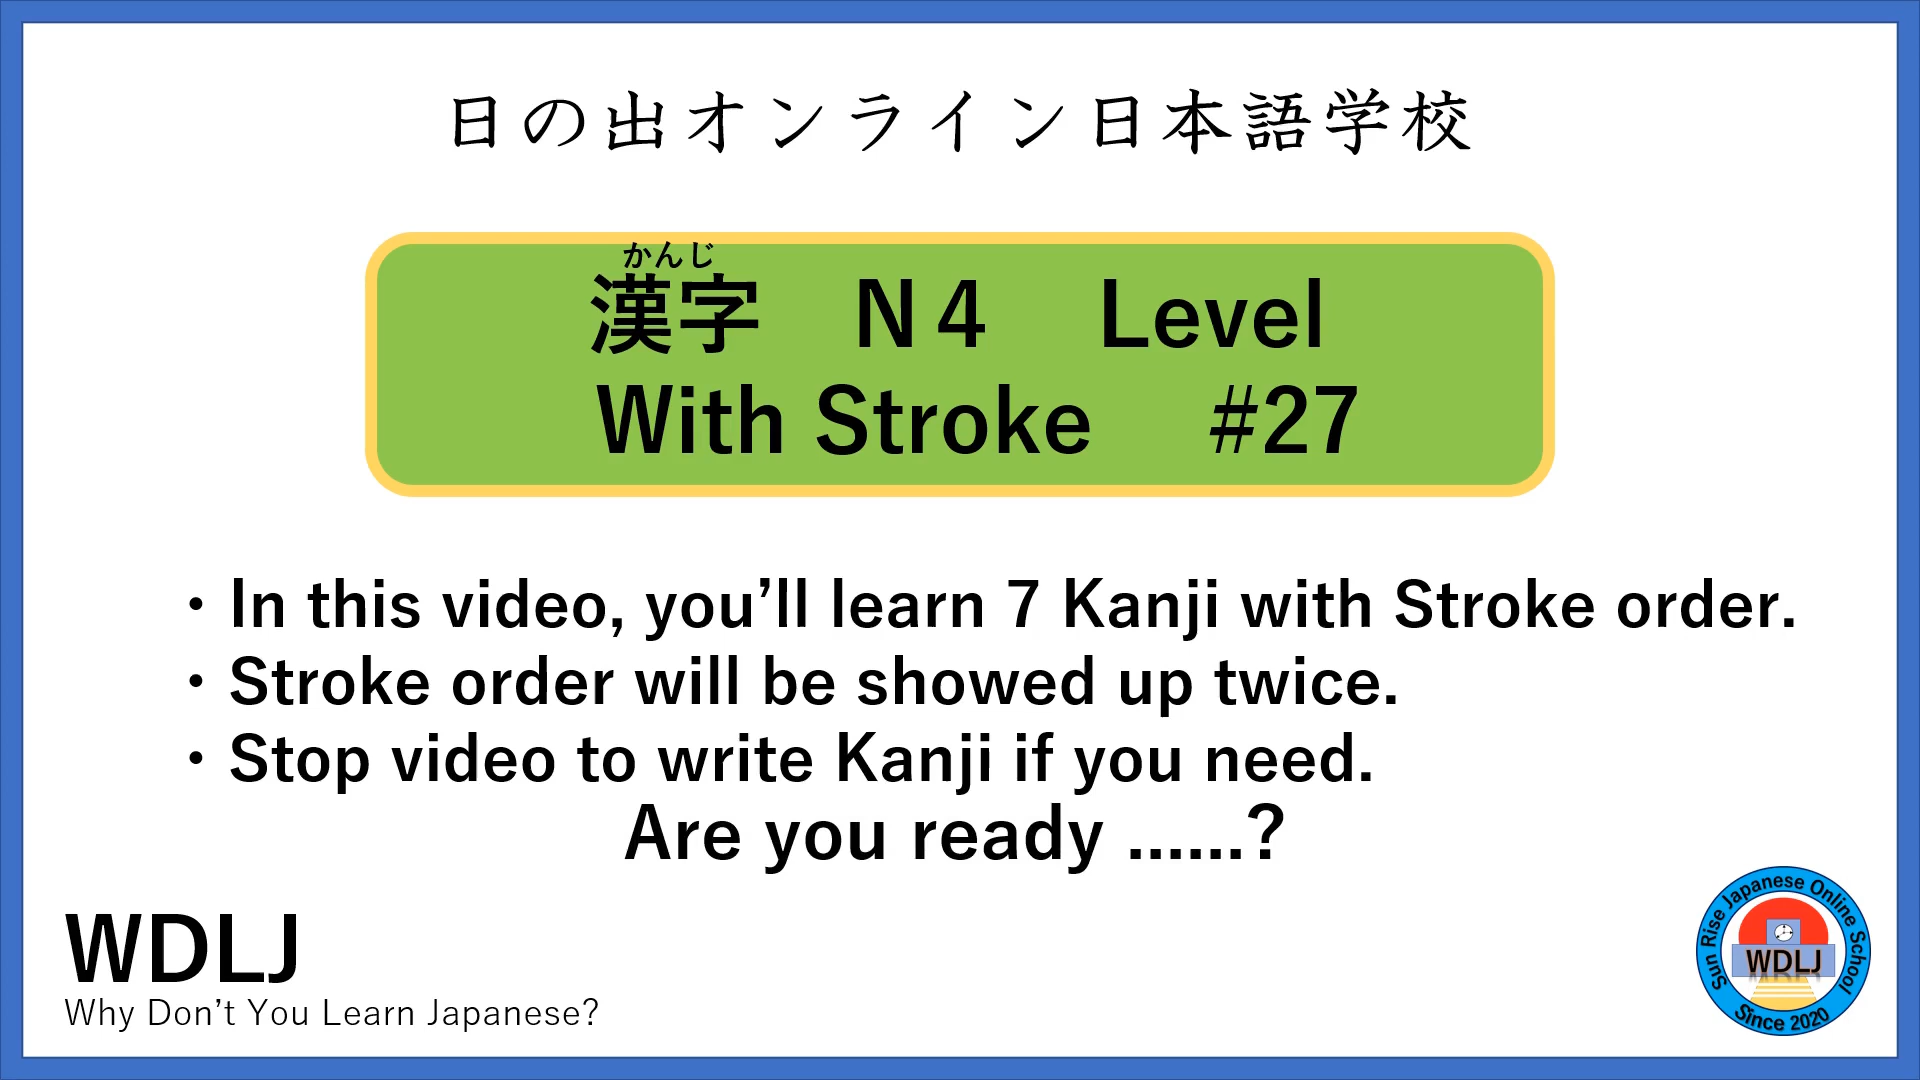 日の出オンライン日本語学校
かんじ
漢字　N４　Level
With Stroke　#27
・In this video, you’ll learn 7 Kanji with Stroke order.
・Stroke order will be showed up twice.
・Stop video to write Kanji if you need.
Are you ready ......?
WDLJ
Why Don’t You Learn Japanese?
Sun Rise Japanese Online School
WDLJ
Since 2020